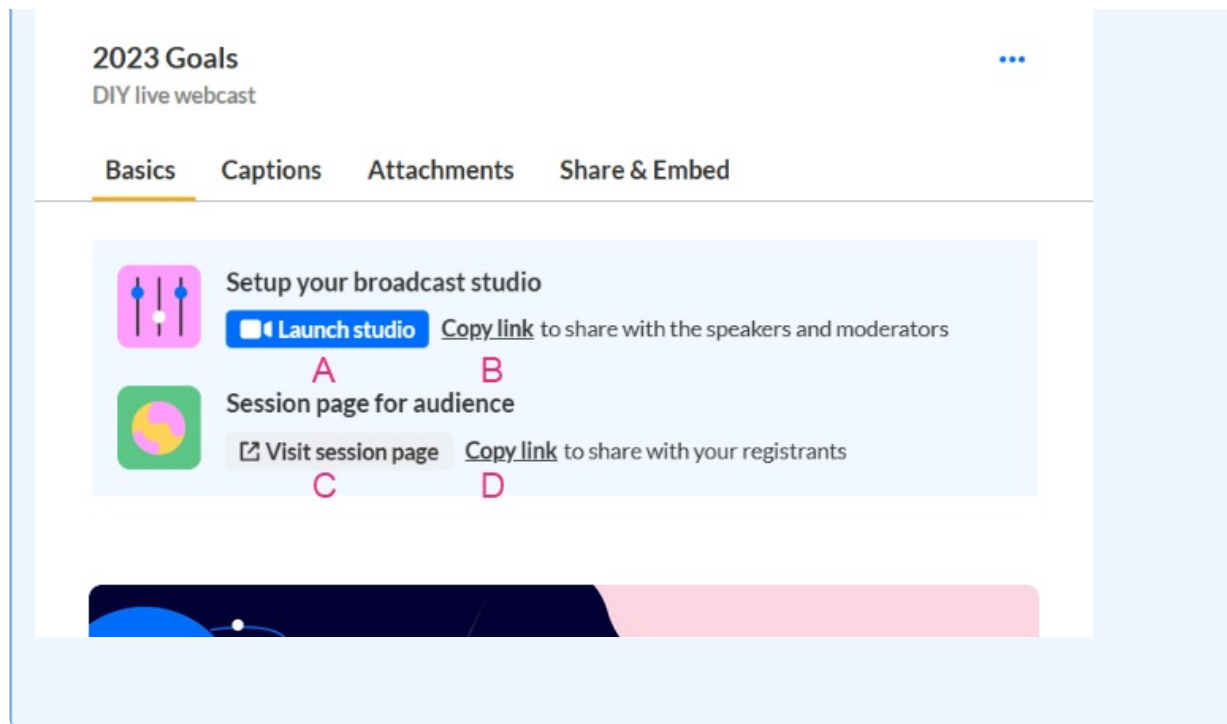 2023 Goals
DIY live webcast
Basics Captions Attachments Share & Embed
Setup your broadcast studio
Launch studio Copy link to share with the speakers and moderators
A B
Session page for audience
Visit session page Copy link to share with your registrants
C D